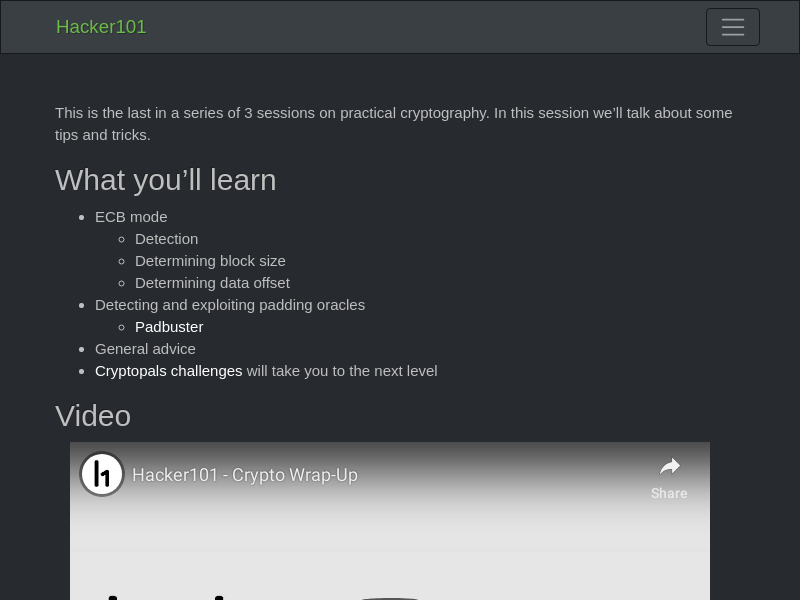 Hacker101
This is the last in a series of 3 sessions on practical cryptography. In this session we’ll talk about some
tips and tricks.
What you’ll learn
ECB mode
Detection
Determining block size
Determining data offset
Detecting and exploiting padding oracles
Padbuster
General advice
Cryptopals challenges will take you to the next level
Video
h1
Hacker101 - Crypto Wrap-Up
Share